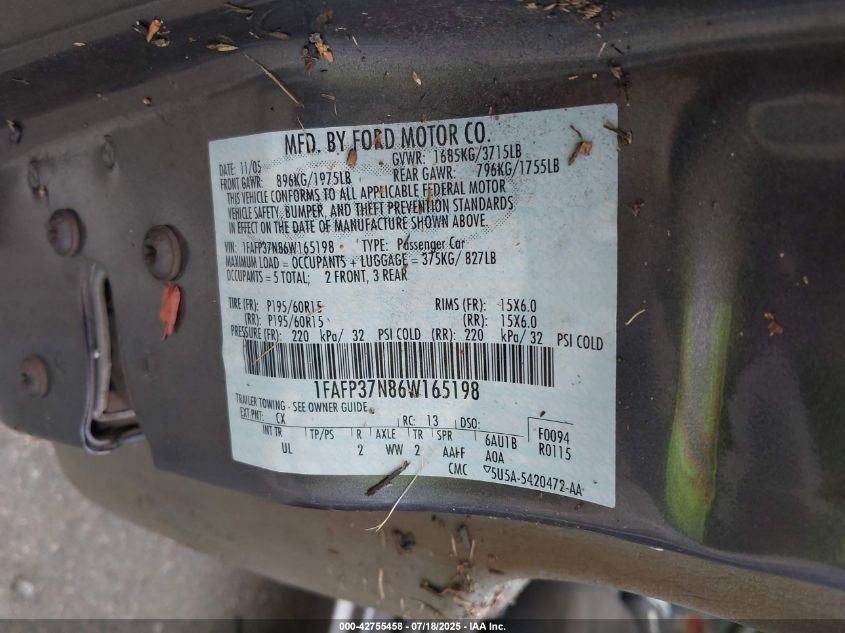 MFD. BY FORD MOTOR CO.
DATE: 11/05 GVWR: 1685KG/3715LB
FRONT GAWR: 896KG/1975LB REAR GAWR: 796KG/1755LB
THIS VEHICLE CONFORMS TO ALL APPLICABLE FEDERAL MOTOR
VEHICLE SAFETY, BUMPER, AND THEFT PREVENTION STANDARDS
IN EFFECT ON THE DATE OF MANUFACTURE SHOWN ABOVE.
VIN: 1FAFP37N86W165198 TYPE: Passenger Car
MAXIMUM LOAD = OCCUPANTS + LUGGAGE = 375KG/ 827LB
OCCUPANTS = 5 TOTAL; 2 FRONT, 3 REAR
TIRE (FR): P195/60R15 RIMS (FR): 15X6.0
(RR): P195/60R15 (RR): 15X6.0
PRESSURE (FR): 220 kPa/ 32 PSI COLD (RR): 220 kPa/ 32 PSI COLD
1FAFP37N86W165198
TRAILER TOWING - SEE OWNER GUIDE
EXT PNT: CX RC: 13 DSO:
INT TR TP/PS R AXLE TR SPR 6AU1B F0094
UL 2 WW 2 AAFF AOA R0115
CMC ▽5U5A-5420472-AA
000-42755458 - 07/18/2025 - IAA Inc.